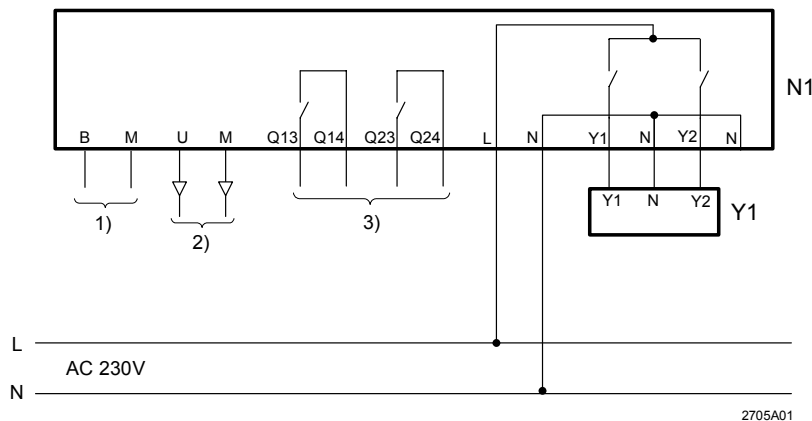 N1
B M U M Q13 Q14 Q23 Q24 L N Y1 N Y2 N
Y1 N Y2
Y1
1)
2)
3)
L
AC 230V
N
2705A01